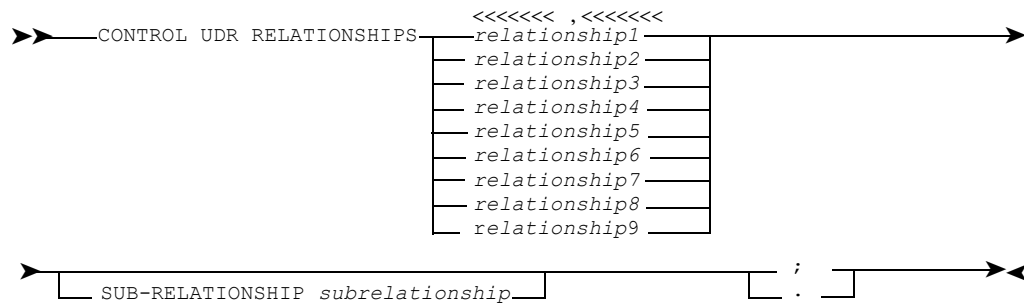 <<<<<<< ,<<<<<<<
CONTROL UDR RELATIONSHIPS relationship1
relationship2
relationship3
relationship4
relationship5
relationship6
relationship7
relationship8
relationship9
;
SUB-RELATIONSHIP subrelationship .